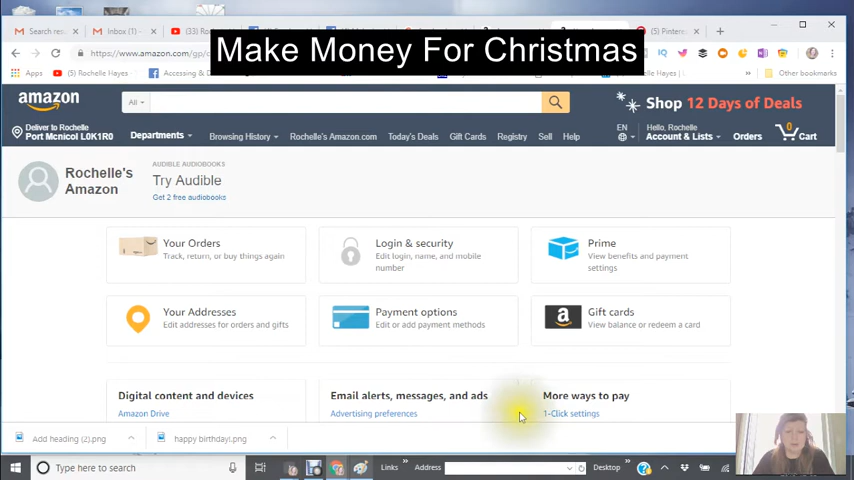 Search resu
Inbox (1) -
(33) Roch
(5) Pinteres
https://www.amazon.com/gp/c
Make Money For Christmas
Apps
(5) Rochelle Hayes
Accessing & D
Hayes
Other bookmarks
amazon
All
Shop 12 Days of Deals
Deliver to Rochelle
Port Mcnicol L0K1R0
Departments
Browsing History
Rochelle's Amazon.com
Today's Deals
Gift Cards
Registry
Sell
Help
EN
Hello, Rochelle
Account & Lists
Orders
0
Cart
Rochelle's
Amazon
AUDIBLE AUDIOBOOKS
Try Audible
Get 2 free audiobooks
Your Orders
Track, return, or buy things again
Login & security
Edit login, name, and mobile
number
Prime
View benefits and payment
settings
Your Addresses
Edit addresses for orders and gifts
Payment options
Edit or add payment methods
Gift cards
View balance or redeem a card
Digital content and devices
Amazon Drive
Email alerts, messages, and ads
Advertising preferences
More ways to pay
1-Click settings
Add heading (2).png
happy birthday!.png
Type here to search
Links
Address
Desktop